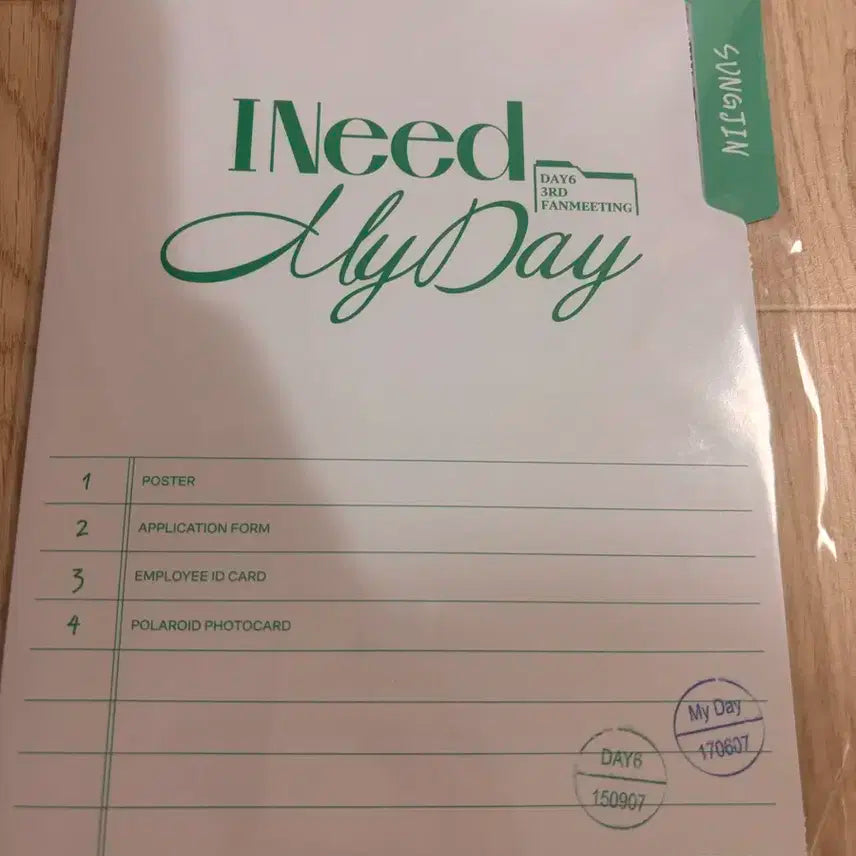 SUNGJIN
I Need
DAY6
3RD
FANMEETING
My Day
1 POSTER
2 APPLICATION FORM
3 EMPLOYEE ID CARD
4 POLAROID PHOTOCARD
My Day
170607
DAY6
150907